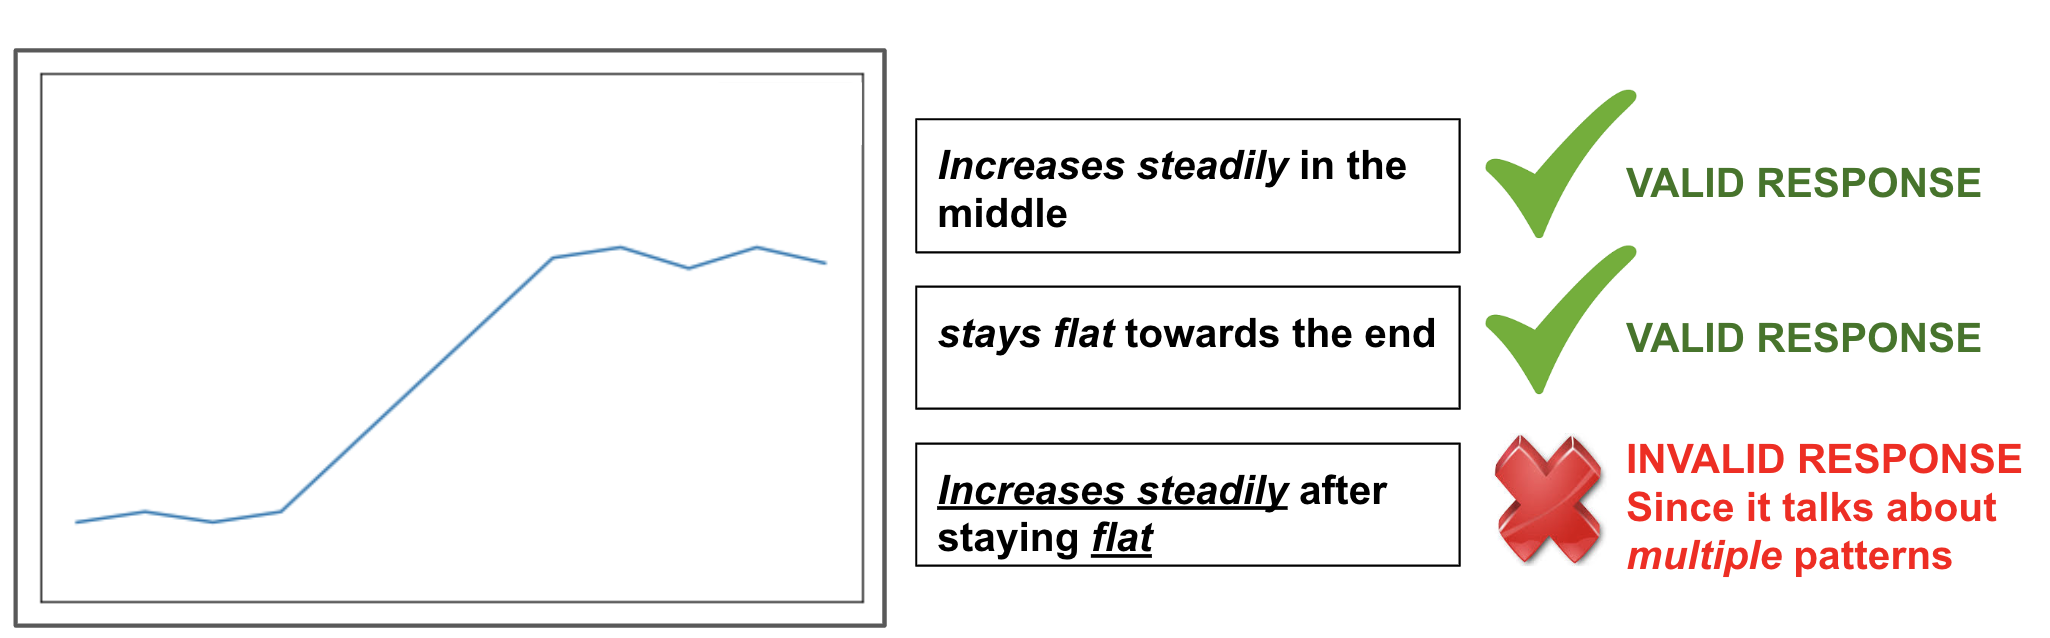 Increases steadily in the
middle
VALID RESPONSE
stays flat towards the end
VALID RESPONSE
Increases steadily after
staying flat
INVALID RESPONSE
Since it talks about
multiple patterns